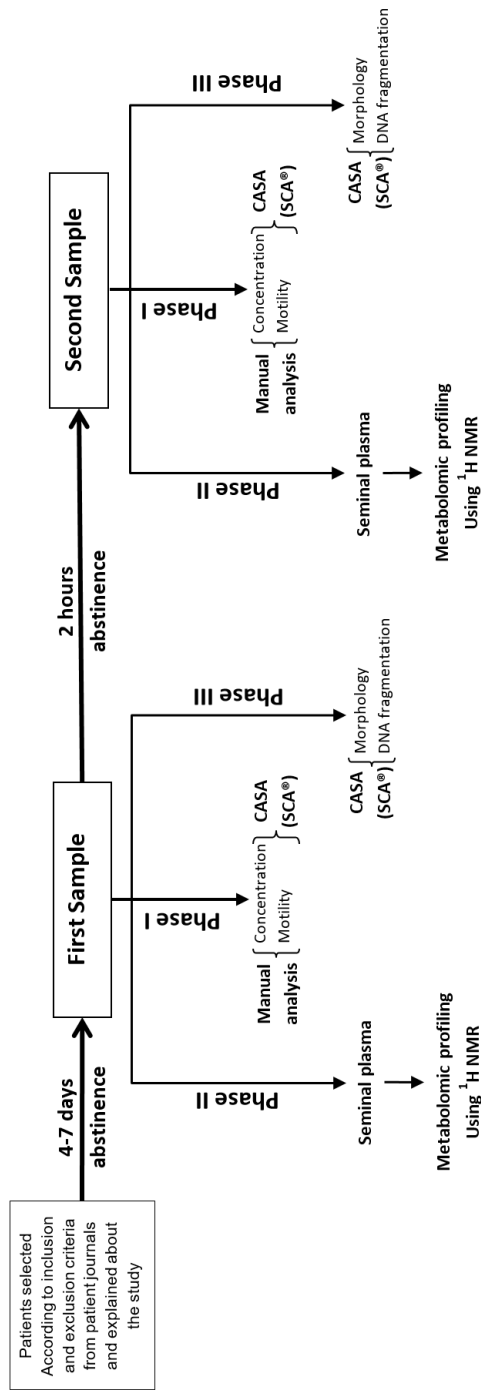 Patients selected
According to inclusion
and exclusion criteria
from patient journals
and explained about
the study
4-7 days
abstinence
First Sample
Phase II
Seminal plasma
Metabolomic profiling
Using ¹H NMR
Phase I
Manual
analysis
Concentration
Motility
CASA
(SCA®)
Phase III
CASA
(SCA®)
Morphology
DNA fragmentation
2 hours
abstinence
Second Sample
Phase II
Seminal plasma
Metabolomic profiling
Using ¹H NMR
Phase I
Manual
analysis
Concentration
Motility
CASA
(SCA®)
Phase III
CASA
(SCA®)
Morphology
DNA fragmentation